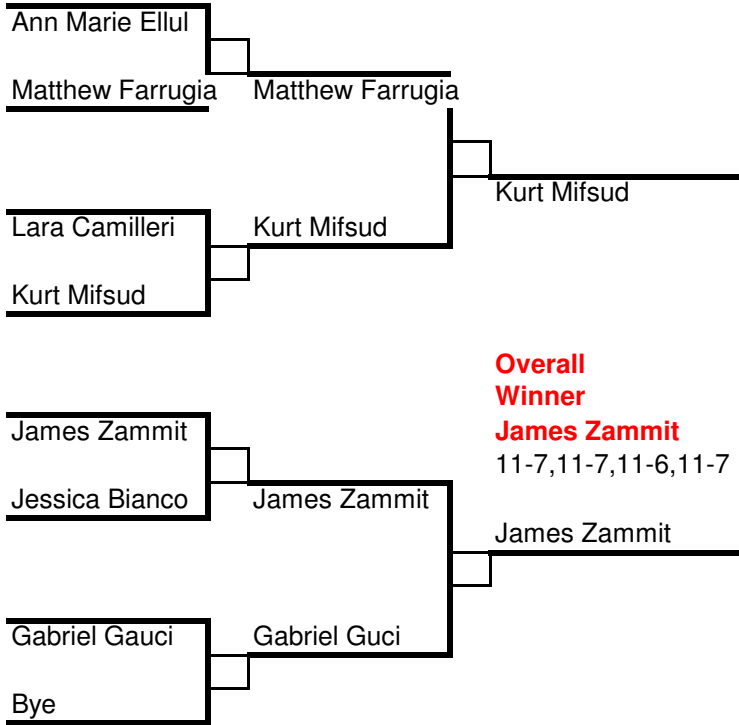 Ann Marie Ellul
Matthew Farrugia
Matthew Farrugia
Kurt Mifsud
Lara Camilleri
Kurt Mifsud
Kurt Mifsud
Overall
Winner
James Zammit
11-7,11-7,11-6,11-7
James Zammit
Jessica Bianco
James Zammit
James Zammit
Gabriel Gauci
Gabriel Guci
Bye